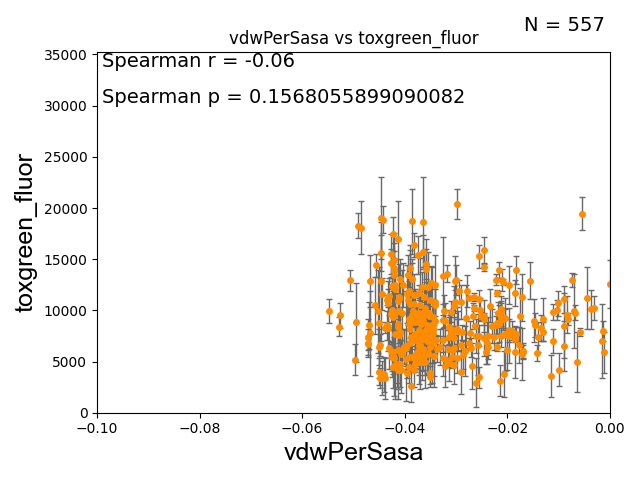 N = 557
vdwPerSasa vs toxgreen_fluor
Spearman r = -0.06
Spearman p = 0.1568055899090082
toxgreen_fluor
35000
30000
25000
20000
15000
10000
5000
0
−0.10 −0.08 −0.06 −0.04 −0.02 0.00
vdwPerSasa